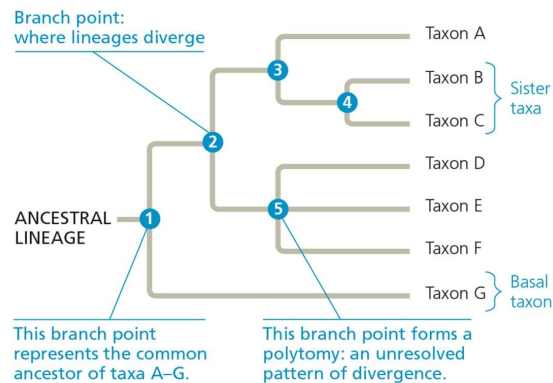 Branch point:
where lineages diverge
Taxon A
3
Taxon B
4
Sister
taxa
Taxon C
2
Taxon D
ANCESTRAL
LINEAGE
1
5
Taxon E
Taxon F
Taxon G
Basal
taxon
This branch point
represents the common
ancestor of taxa A–G.
This branch point forms a
polytomy: an unresolved
pattern of divergence.